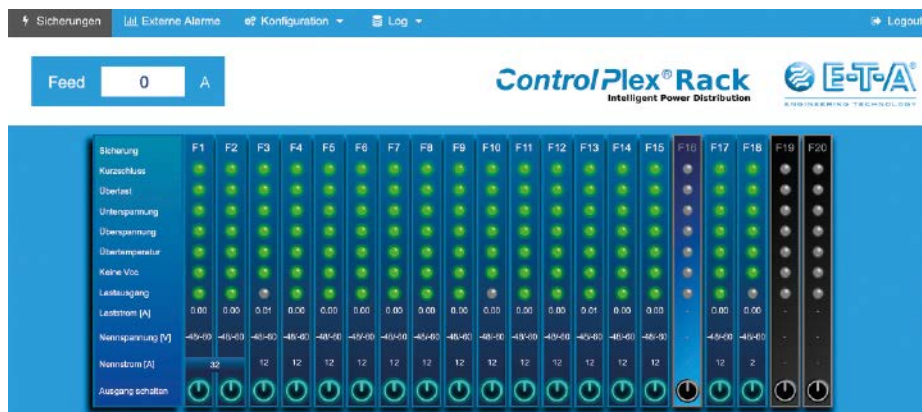 Sicherungen Externe Alarme Konfiguration Log Logout
Feed 0 A
ControlPlex® Rack
Intelligent Power Distribution
E-T-A®
ENGINEERING TECHNOLOGY
Sicherung F1 F2 F3 F4 F5 F6 F7 F8 F9 F10 F11 F12 F13 F14 F15 F16 F17 F18 F19 F20
Kurzschluss
Überlast
Unterspannung
Überspannung
Übertemperatur
Keine Vcc
Lastausgang
Laststrom [A] 0.00 0.00 0.01 0.00 0.00 0.00 0.00 0.00 0.00 0.00 0.00 0.00 0.01 0.00 0.00 - 0.00 0.00 - -
Nennspannung [V] -48/-60 -48/-60 -48/-60 -48/-60 -48/-60 -48/-60 -48/-60 -48/-60 -48/-60 -48/-60 -48/-60 -48/-60 -48/-60 -48/-60 -48/-60 - -48/-60 -48/-60 - -
Nennstrom [A] 32 12 12 12 12 12 12 12 12 12 12 12 12 12 - 12 2 - -
Ausgang schalten